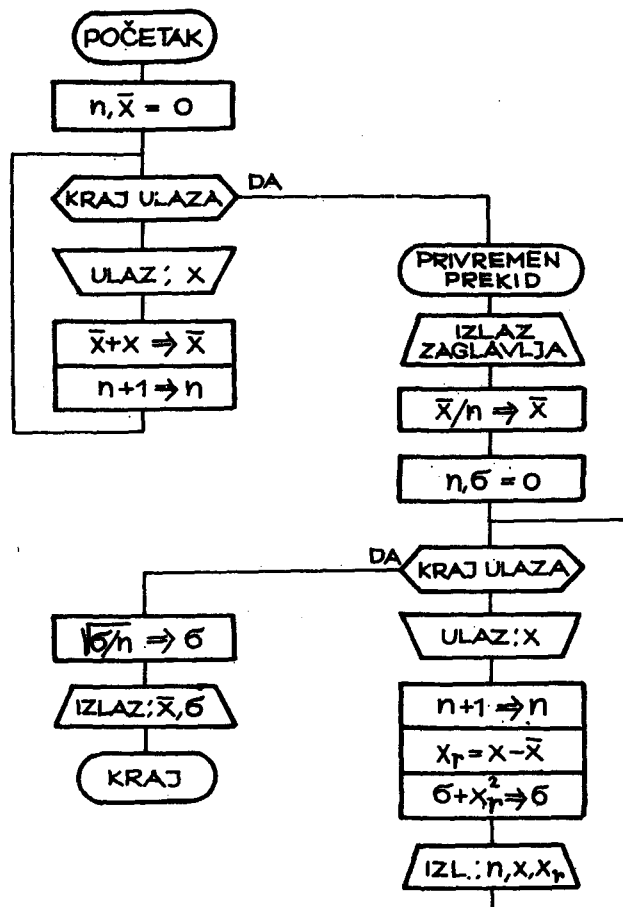 POČETAK
n, x̄ = 0
KRAJ ULAZA
DA
ULAZ: x
x̄+x ⇒ x̄
n+1 ⇒ n
PRIVREMEN
PREKID
IZLAZ
ZAGLAVLJA
x̄/n ⇒ x̄
n, σ = 0
DA
KRAJ ULAZA
ULAZ: x
n+1 ⇒ n
xᵣ = x-x̄
σ+xᵣ² ⇒ σ
IZL.: n, x, xᵣ
√σ/n ⇒ σ
IZLAZ: x̄, σ
KRAJ